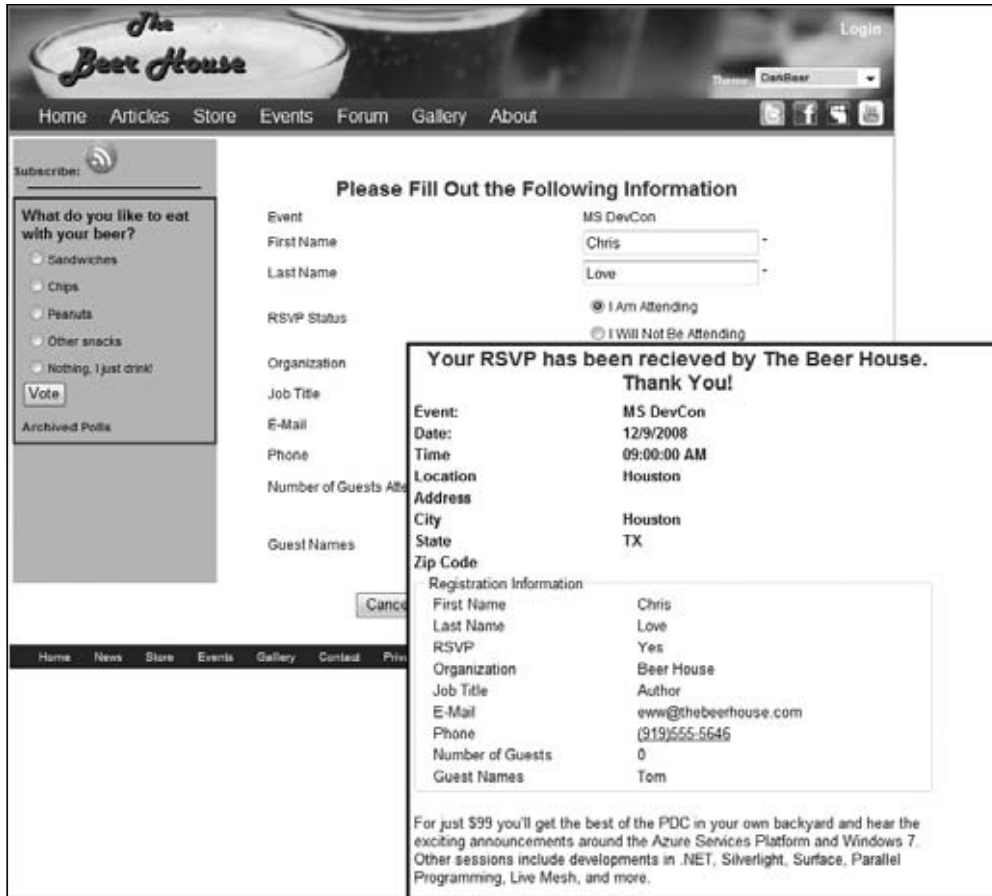 The
Beer House
Login
Theme: DarkBeer
Home Articles Store Events Forum Gallery About
Subscribe:
What do you like to eat
with your beer?
Sandwiches
Chips
Peanuts
Other snacks
Nothing, I just drink!
Vote
Archived Polls
Please Fill Out the Following Information
Event MS DevCon
First Name Chris
Last Name Love
RSVP Status
I Am Attending
I Will Not Be Attending
Organization
Job Title
E-Mail
Phone
Number of Guests Atte
Guest Names
Cance
Home News Store Events Gallery Contact Priv
Your RSVP has been recieved by The Beer House.
Thank You!
Event: MS DevCon
Date: 12/9/2008
Time 09:00:00 AM
Location Houston
Address
City Houston
State TX
Zip Code
Registration Information
First Name Chris
Last Name Love
RSVP Yes
Organization Beer House
Job Title Author
E-Mail eww@thebeerhouse.com
Phone (919)555-5646
Number of Guests 0
Guest Names Tom
For just $99 you'll get the best of the PDC in your own backyard and hear the
exciting announcements around the Azure Services Platform and Windows 7.
Other sessions include developments in .NET, Silverlight, Surface, Parallel
Programming, Live Mesh, and more.